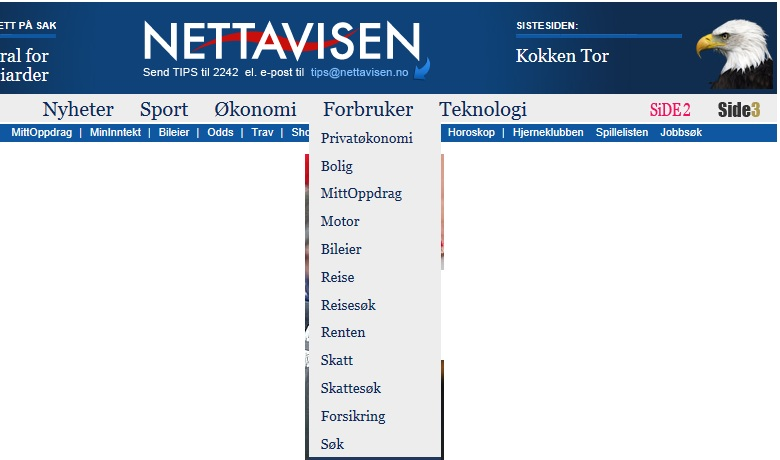 ETT PÅ SAK
ral for
iarder
NETTAVISEN
Send TIPS til 2242 el. e-post til tips@nettavisen.no
SISTESIDEN:
Kokken Tor
Nyheter Sport Økonomi Forbruker Teknologi SiDE2 Side3
MittOppdrag | MinInntekt | Bileier | Odds | Trav | Sho
Horoskop | Hjerneklubben Spillelisten Jobbsøk
Privatøkonomi
Bolig
MittOppdrag
Motor
Bileier
Reise
Reisesøk
Renten
Skatt
Skattesøk
Forsikring
Søk